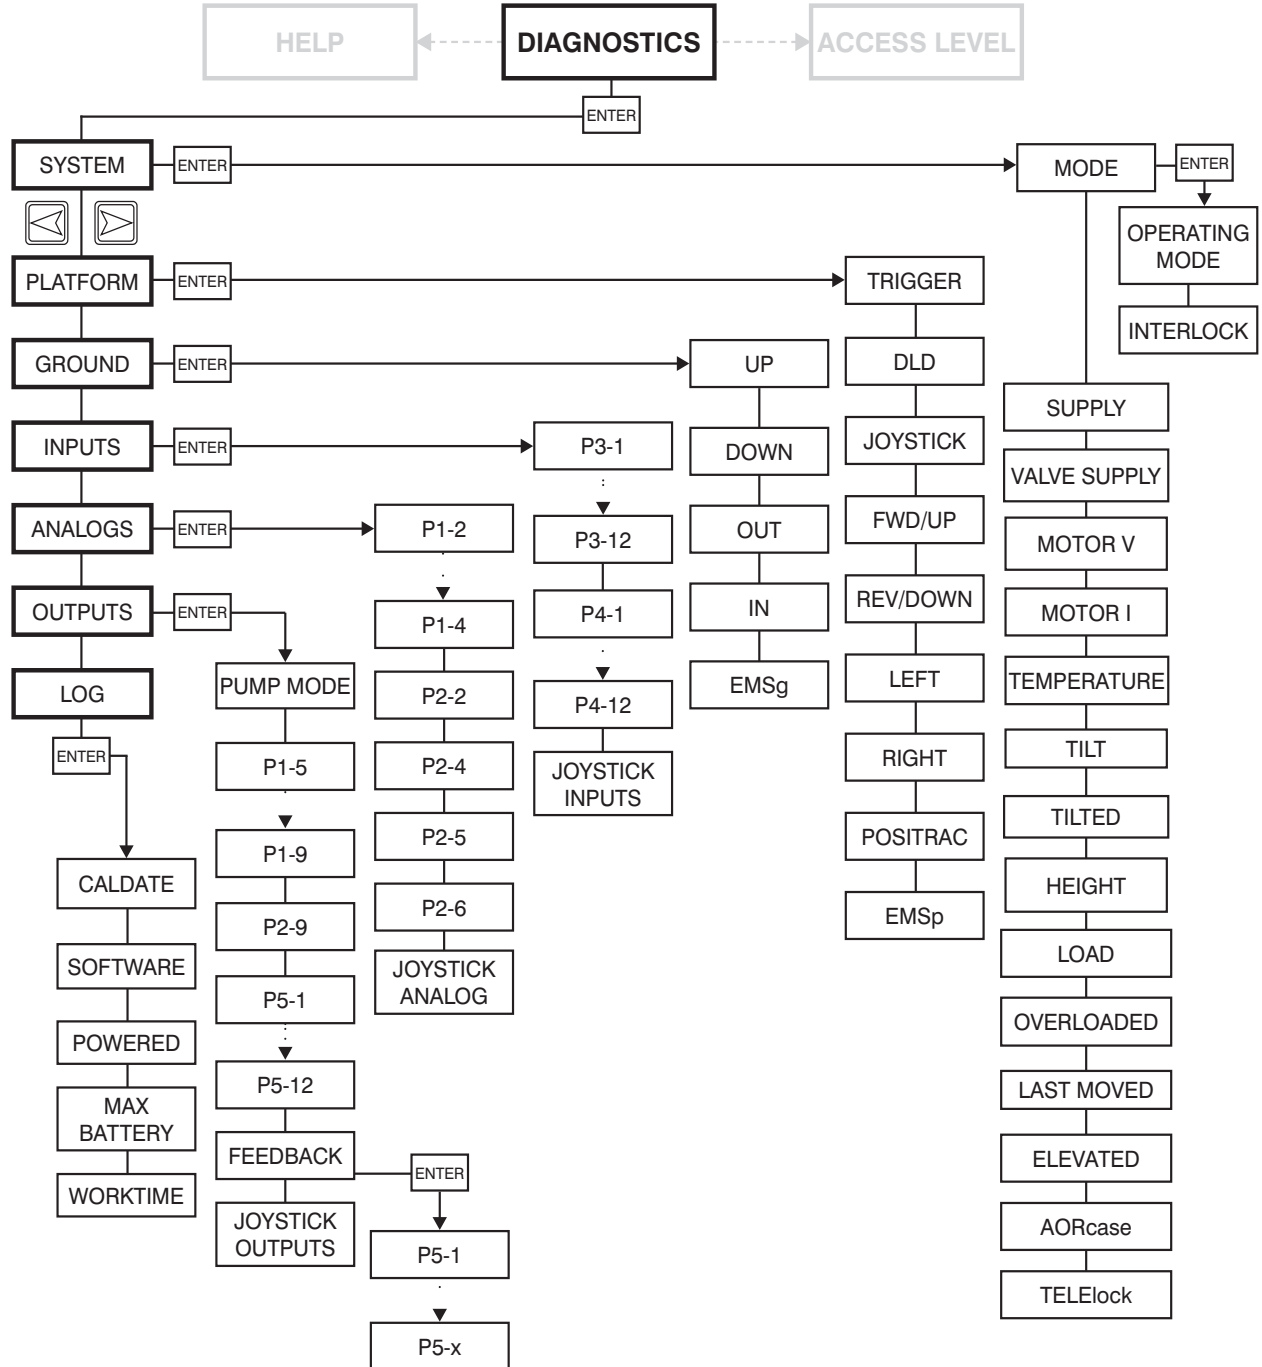 HELP
DIAGNOSTICS
ACCESS LEVEL
ENTER
SYSTEM
ENTER
MODE
ENTER
OPERATING
MODE
INTERLOCK
PLATFORM
ENTER
TRIGGER
DLD
JOYSTICK
FWD/UP
REV/DOWN
LEFT
RIGHT
POSITRAC
EMSp
GROUND
ENTER
UP
DOWN
OUT
IN
EMSg
INPUTS
ENTER
P3-1
P3-12
P4-1
P4-12
JOYSTICK
INPUTS
ANALOGS
ENTER
P1-2
P1-4
P2-2
P2-4
P2-5
P2-6
JOYSTICK
ANALOG
OUTPUTS
ENTER
PUMP MODE
P1-5
P1-9
P2-9
P5-1
P5-12
FEEDBACK
ENTER
P5-1
P5-x
JOYSTICK
OUTPUTS
LOG
ENTER
CALDATE
SOFTWARE
POWERED
MAX
BATTERY
WORKTIME
SUPPLY
VALVE SUPPLY
MOTOR V
MOTOR I
TEMPERATURE
TILT
TILTED
HEIGHT
LOAD
OVERLOADED
LAST MOVED
ELEVATED
AORcase
TELElock